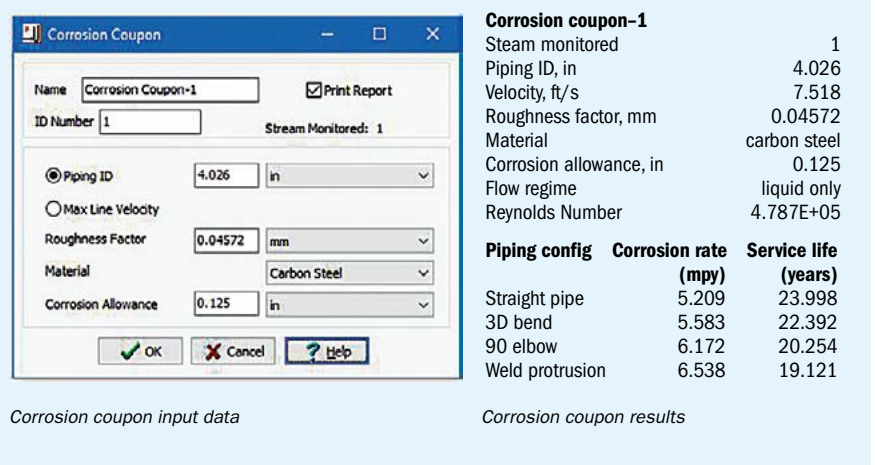 Corrosion Coupon
Name Corrosion Coupon-1 Print Report
ID Number 1 Stream Monitored: 1
Piping ID 4.026 in
Max Line Velocity
Roughness Factor 0.04572 mm
Material Carbon Steel
Corrosion Allowance 0.125 in
OK Cancel Help
Corrosion coupon input data
Corrosion coupon–1
Steam monitored 1
Piping ID, in 4.026
Velocity, ft/s 7.518
Roughness factor, mm 0.04572
Material carbon steel
Corrosion allowance, in 0.125
Flow regime liquid only
Reynolds Number 4.787E+05
Piping config Corrosion rate Service life
(mpy) (years)
Straight pipe 5.209 23.998
3D bend 5.583 22.392
90 elbow 6.172 20.254
Weld protrusion 6.538 19.121
Corrosion coupon results